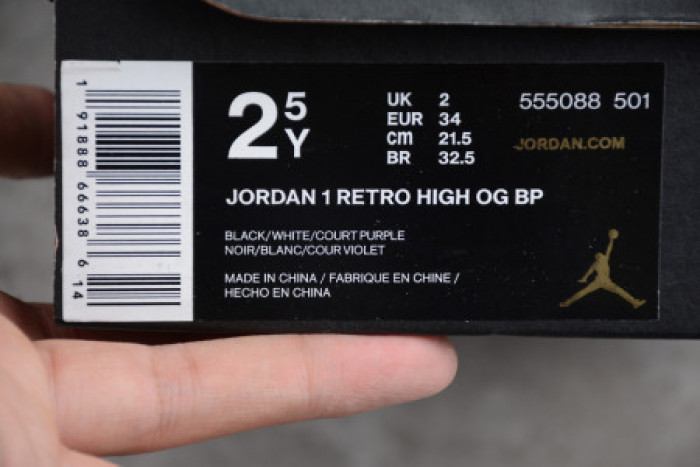 2 5 Y
UK 2
EUR 34
cm 21.5
BR 32.5
555088 501
JORDAN.COM
JORDAN 1 RETRO HIGH OG BP
BLACK/WHITE/COURT PURPLE
NOIR/BLANC/COUR VIOLET
MADE IN CHINA / FABRIQUE EN CHINE /
HECHO EN CHINA
1 91888 66638 6 14